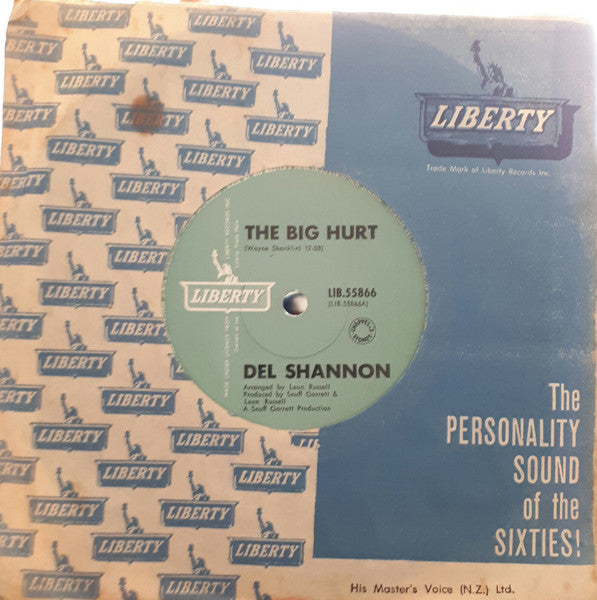 LIBERTY
LIBERTY
Trade Mark of Liberty Records Inc.
THE BIG HURT
(Wayne Shanklin) (2-08)
LIBERTY
LIB.55866
(LIB.55866A)
SYDNEY
DEL SHANNON
Arranged by Leon Russell
Produced by Snuff Garrett &
Leon Russell
A Snuff Garrett Production
The
PERSONALITY
SOUND
of the
SIXTIES!
His Master's Voice (N.Z.) Ltd.